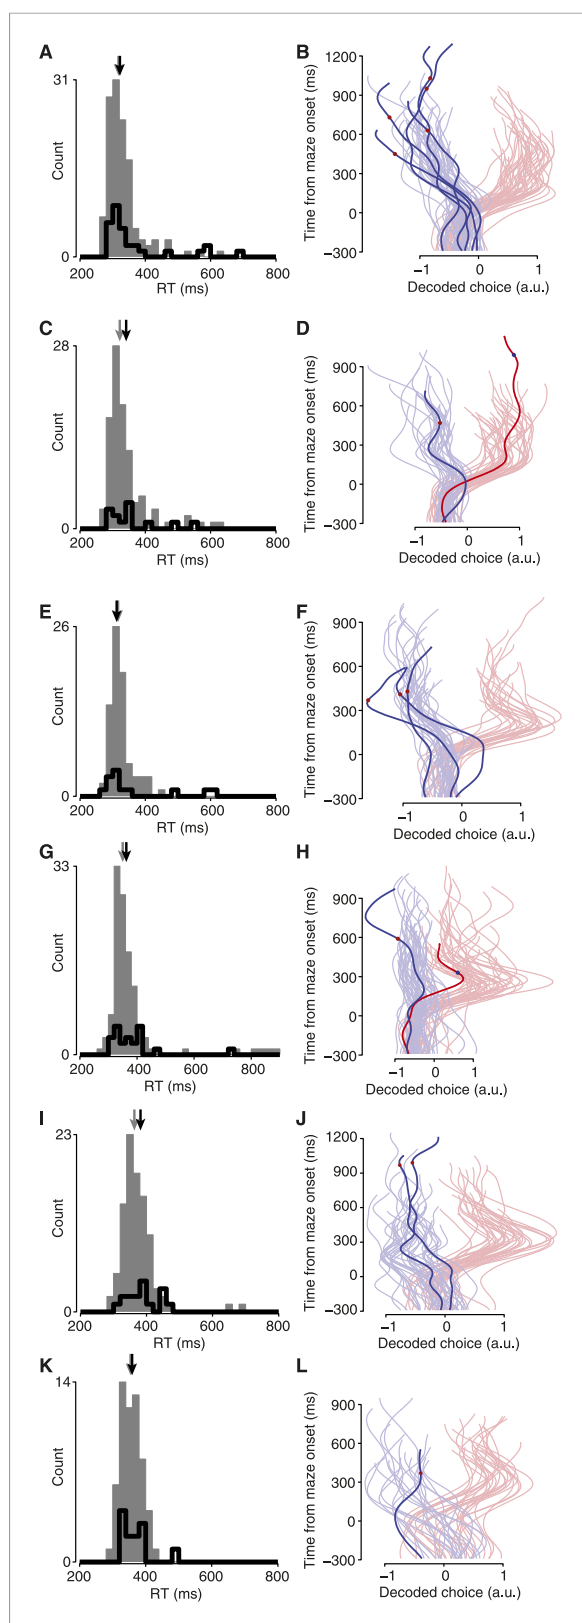 A
31
Count
0
200 400 600 800
RT (ms)
B
Time from maze onset (ms)
1200
900
600
300
0
−300
−1 0 1
Decoded choice (a.u.)
C
28
Count
0
200 400 600 800
RT (ms)
D
Time from maze onset (ms)
900
600
300
0
−300
−1 0 1
Decoded choice (a.u.)
E
26
Count
0
200 400 600 800
RT (ms)
F
Time from maze onset (ms)
900
600
300
0
−300
−1 0 1
Decoded choice (a.u.)
G
33
Count
0
200 400 600 800
RT (ms)
H
Time from maze onset (ms)
900
600
300
0
−300
−1 0 1
Decoded choice (a.u.)
I
23
Count
0
200 400 600 800
RT (ms)
J
Time from maze onset (ms)
1200
900
600
300
0
−300
−1 0 1
Decoded choice (a.u.)
K
14
Count
0
200 400 600 800
RT (ms)
L
Time from maze onset (ms)
900
600
300
0
−300
−1 0 1
Decoded choice (a.u.)